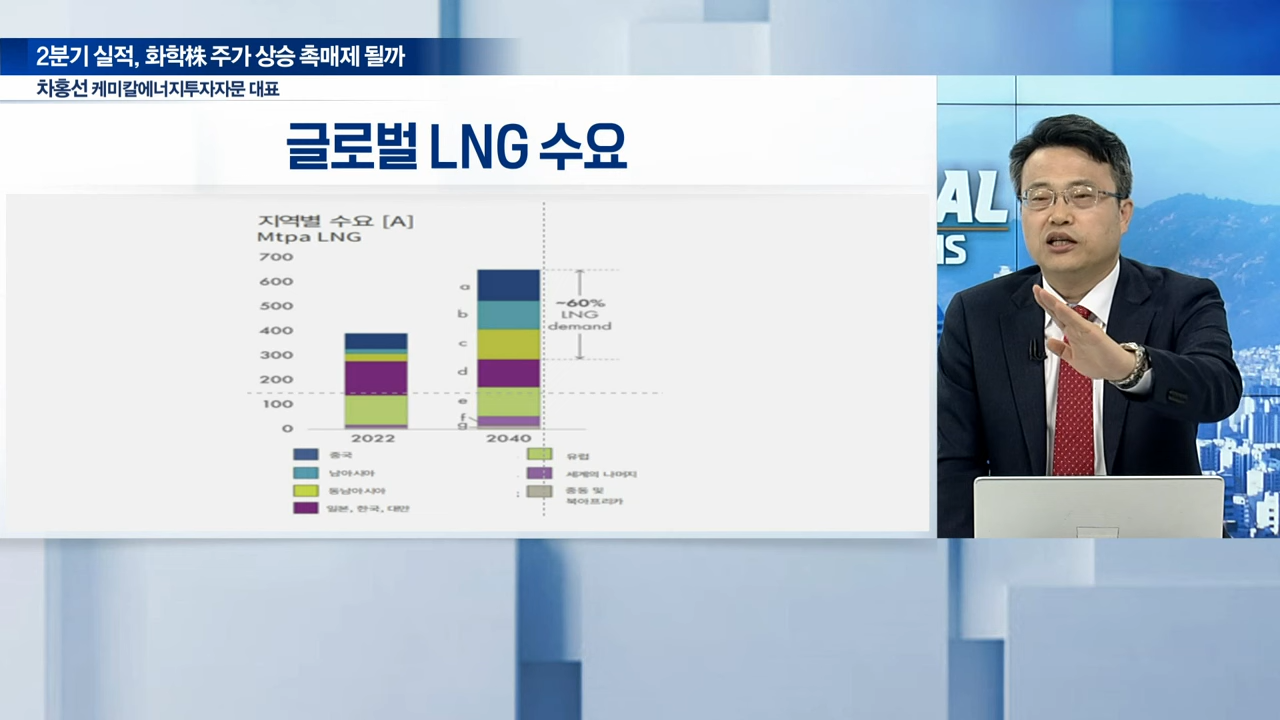 2분기 실적, 화학株 주가 상승 촉매제 될까
차홍선 케미칼에너지투자자문 대표
글로벌 LNG 수요
지역별 수요 [A]
Mtpa LNG
700
600
500
400
300
200
100
0
a
b
c
d
e
f
g
~60%
LNG
demand
2022
2040
중국
남아시아
동남아시아
일본, 한국, 대만
유럽
세계의 나머지
중동 및
북아프리카
AL